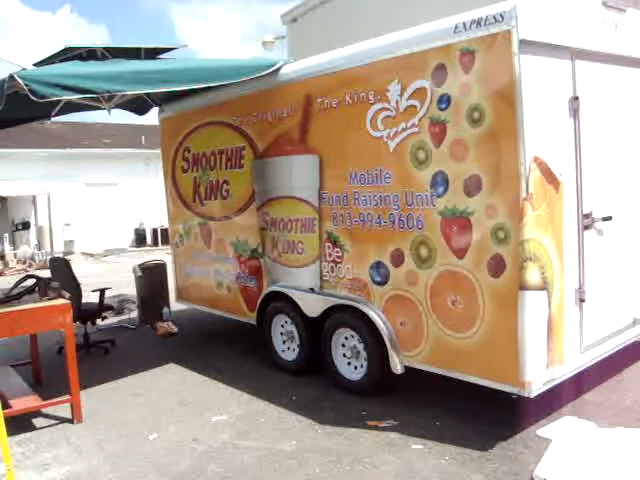 EXPRESS
The Original. The King.
SMOOTHIE
KING
Mobile
Fund Raising Unit
813-994-9606
SMOOTHIE
KING
Be
good